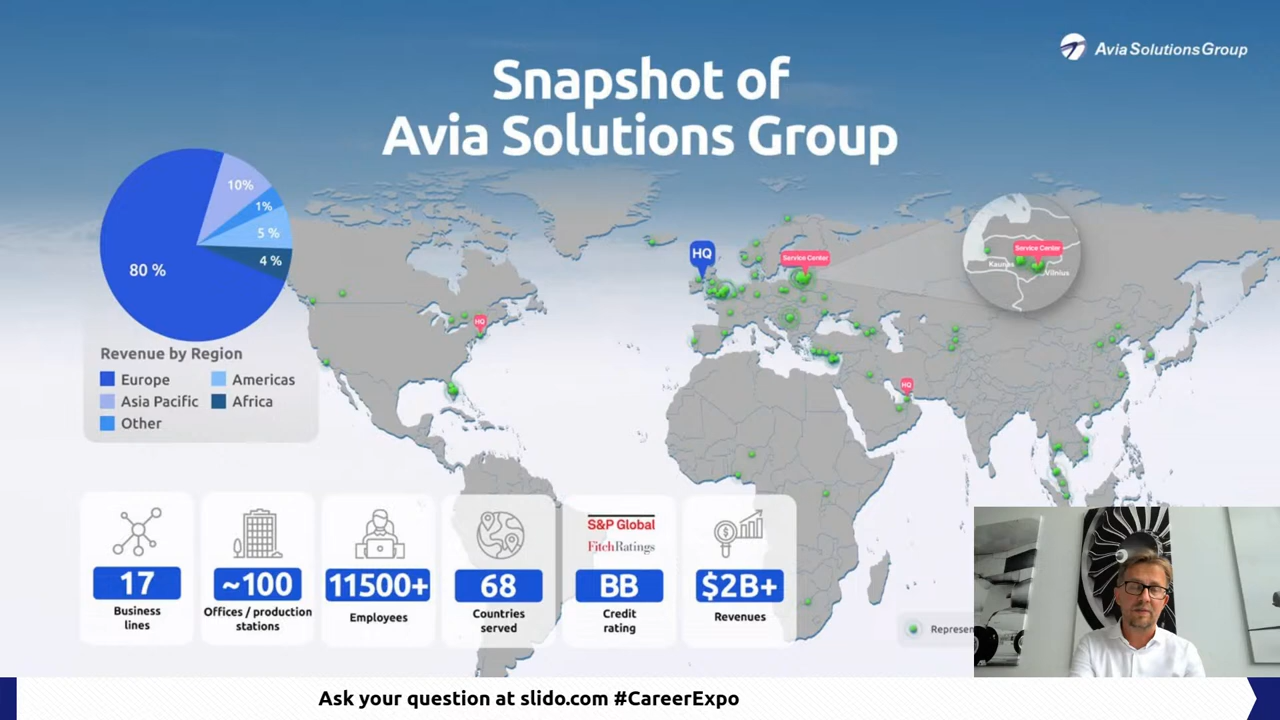 Avia Solutions Group
Snapshot of
Avia Solutions Group
10%
1%
5 %
4 %
80 %
Revenue by Region
Europe
Americas
Asia Pacific
Africa
Other
HQ
Service Center
HQ
HQ
Service Center
Kaunas
Vilnius
17
Business
lines
~100
Offices / production
stations
11500+
Employees
68
Countries
served
S&P Global
FitchRatings
BB
Credit
rating
$2B+
Revenues
Represen
Ask your question at slido.com #CareerExpo